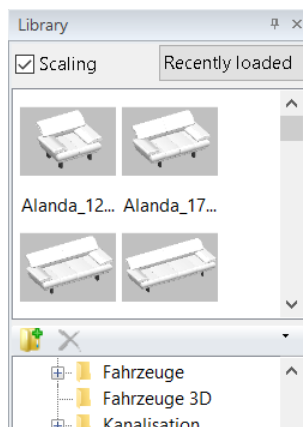 Library
Scaling
Recently loaded
Alanda_12... Alanda_17...
Fahrzeuge
Fahrzeuge 3D
Kanalisation